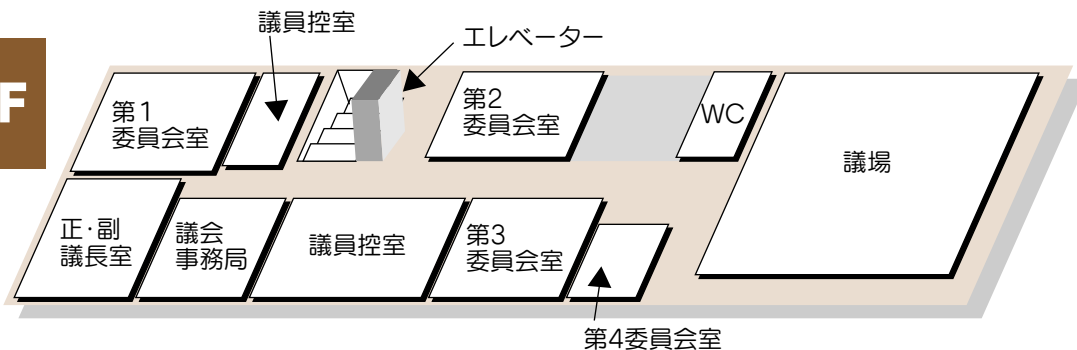 議員控室
エレベーター
F
第1
委員会室
第2
委員会室
WC
議場
正・副
議長室
議会
事務局
議員控室
第3
委員会室
第4委員会室